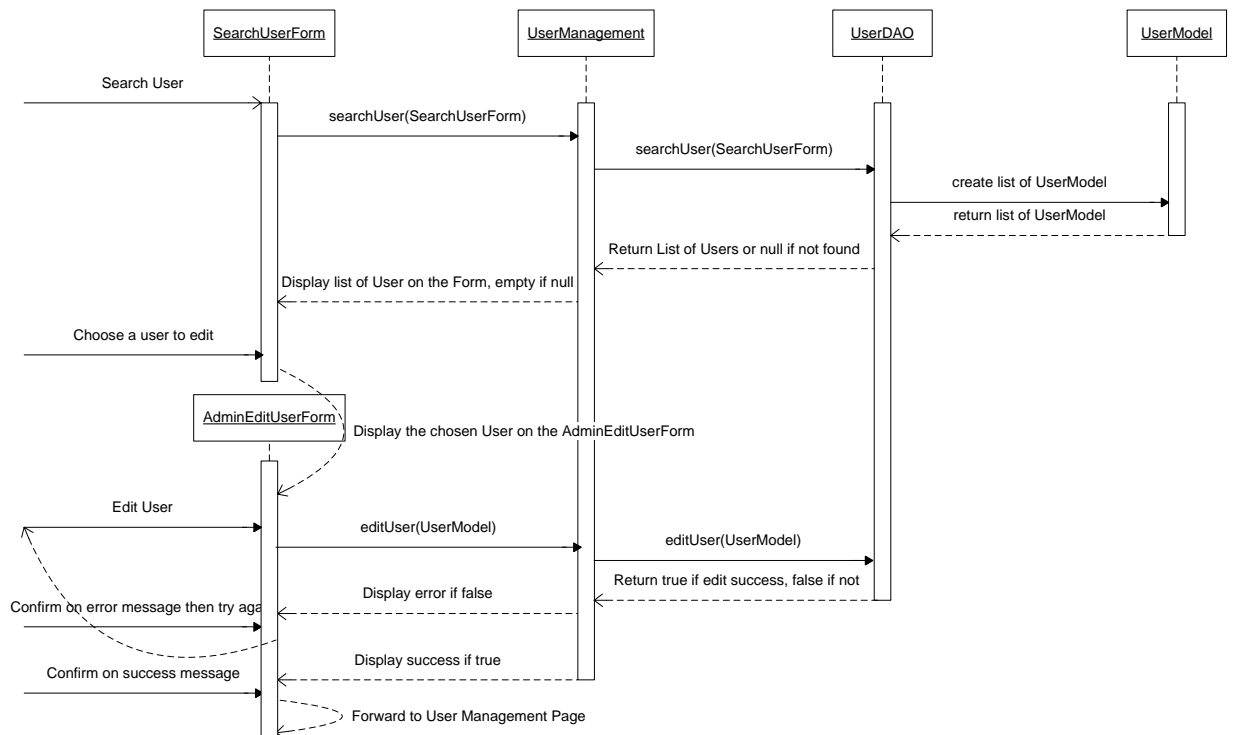 SearchUserForm
UserManagement
UserDAO
UserModel
Search User
searchUser(SearchUserForm)
searchUser(SearchUserForm)
create list of UserModel
return list of UserModel
Return List of Users or null if not found
Display list of User on the Form, empty if null
Choose a user to edit
AdminEditUserForm
Display the chosen User on the AdminEditUserForm
Edit User
editUser(UserModel)
editUser(UserModel)
Return true if edit success, false if not
Display error if false
Confirm on error message then try aga
Display success if true
Confirm on success message
Forward to User Management Page